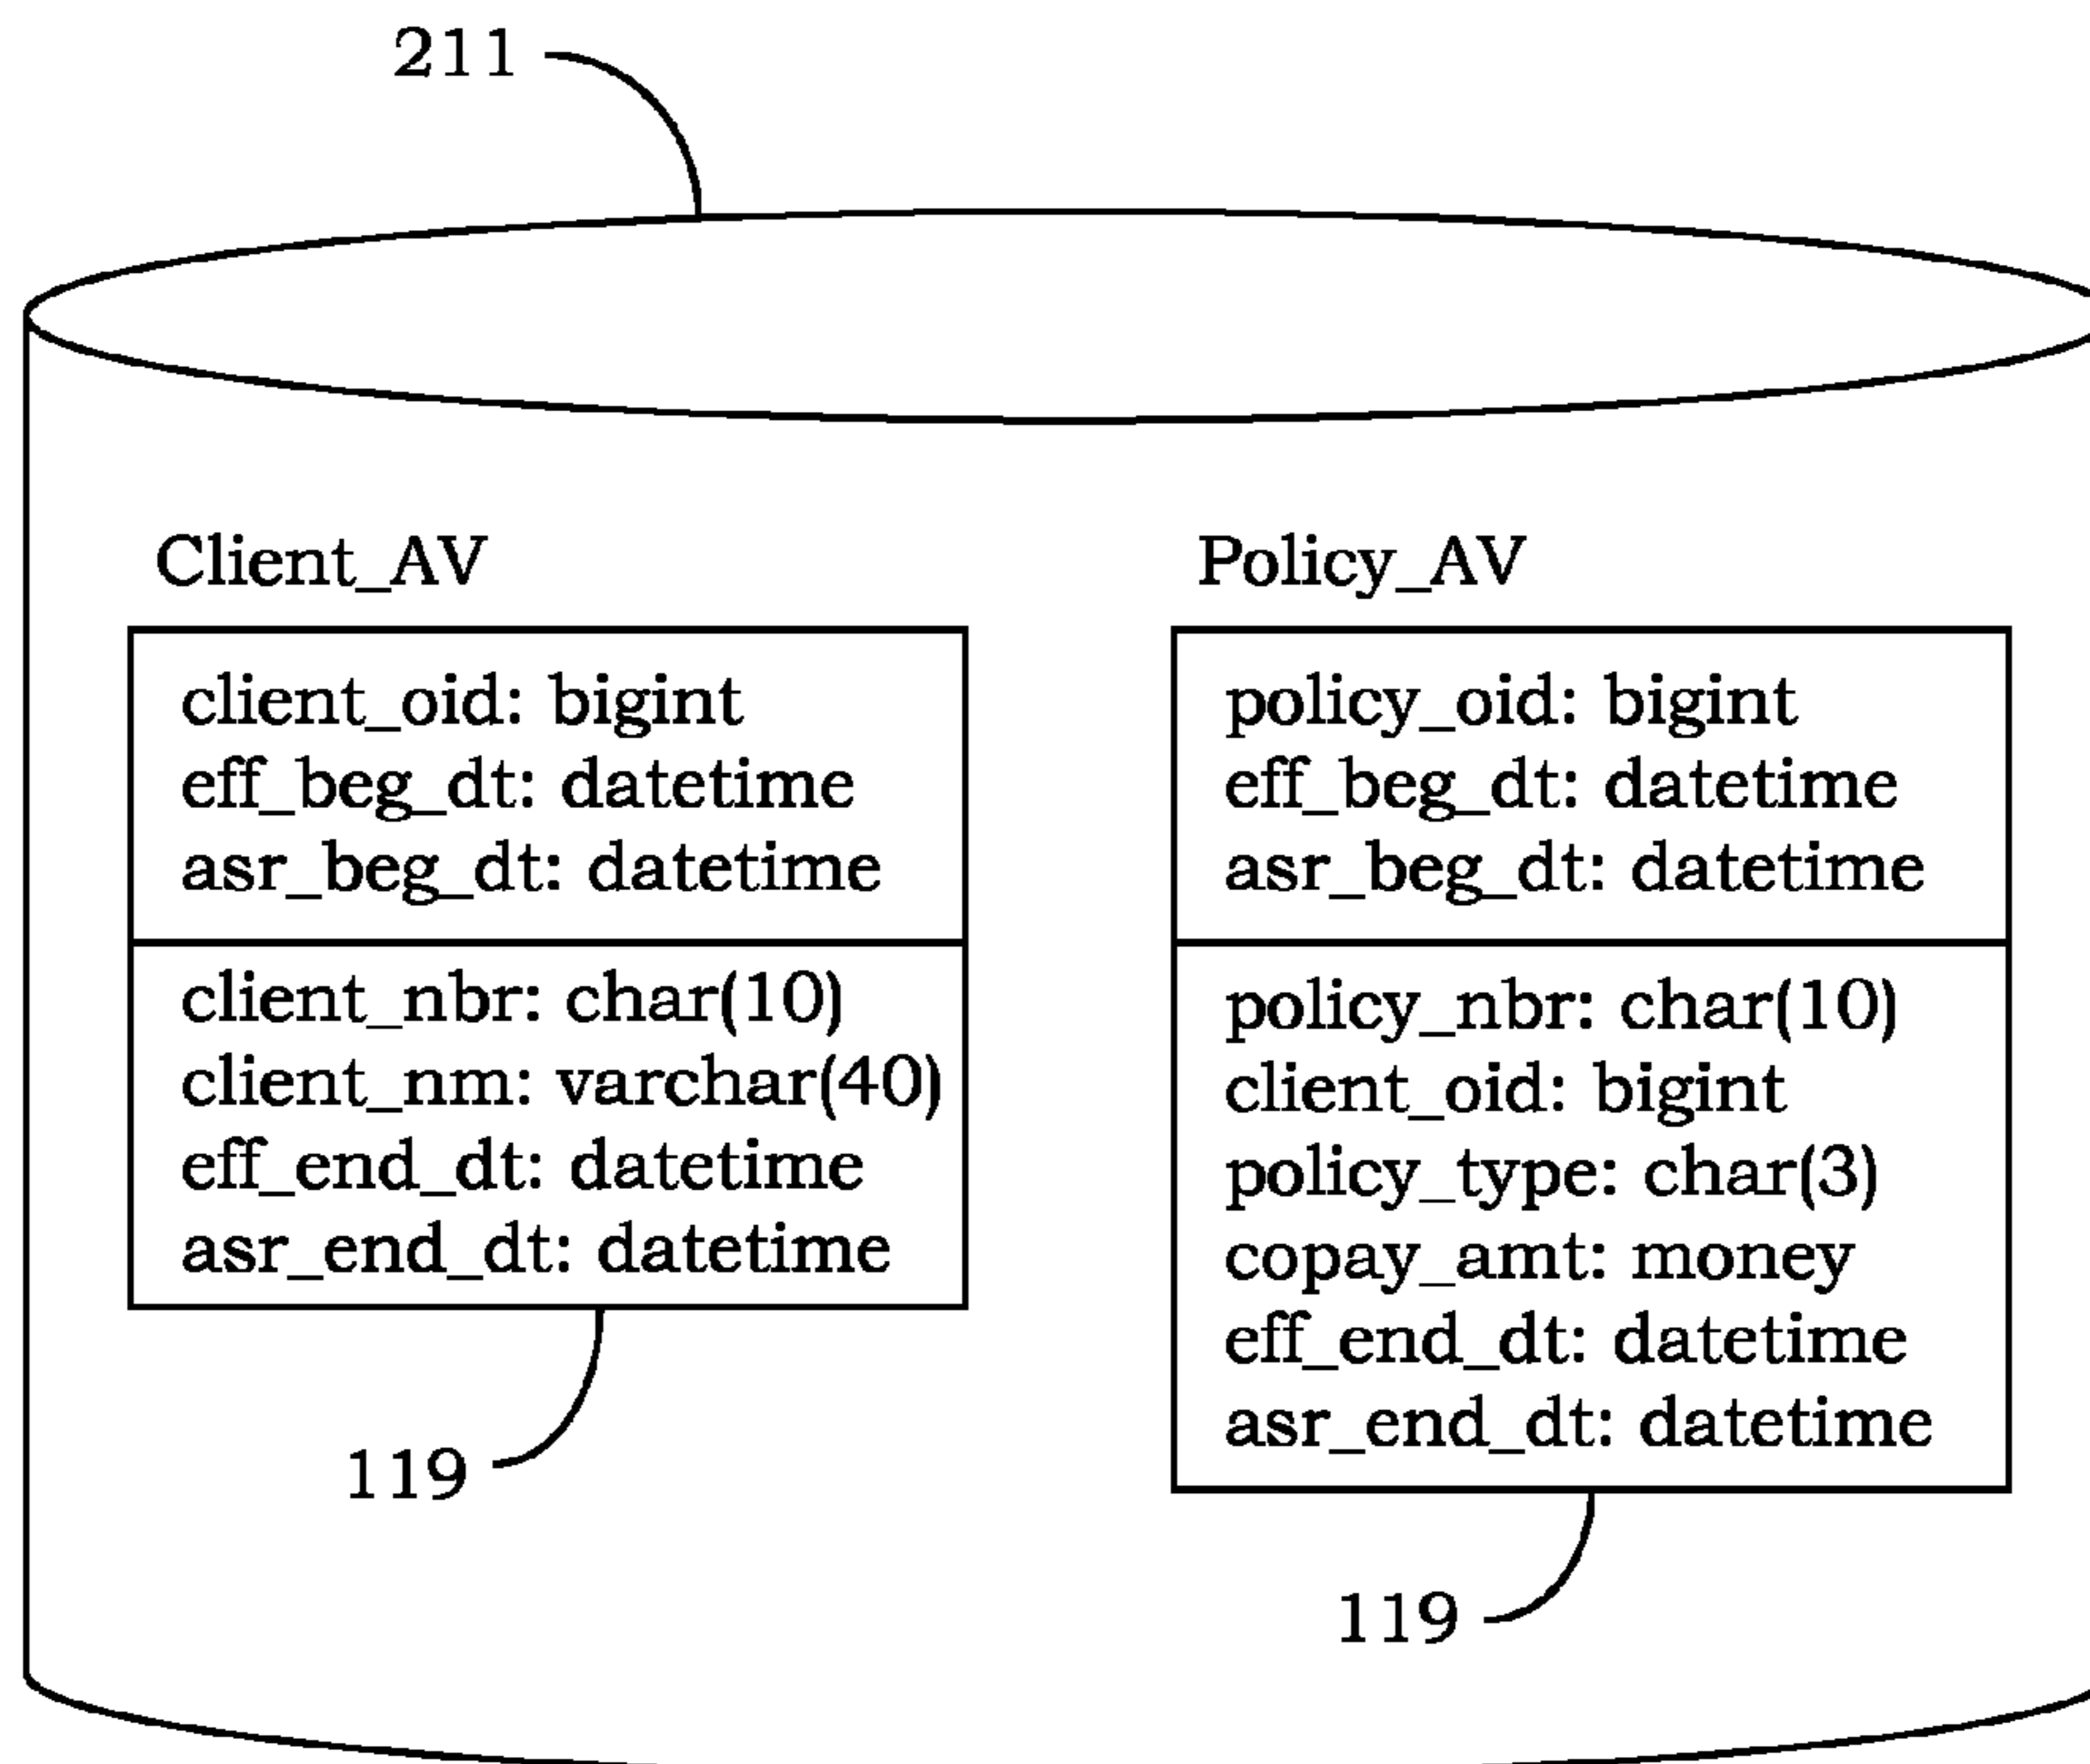 211
Client_AV
client_oid: bigint
eff_beg_dt: datetime
asr_beg_dt: datetime
client_nbr: char(10)
client_nm: varchar(40)
eff_end_dt: datetime
asr_end_dt: datetime
119
Policy_AV
policy_oid: bigint
eff_beg_dt: datetime
asr_beg_dt: datetime
policy_nbr: char(10)
client_oid: bigint
policy_type: char(3)
copay_amt: money
eff_end_dt: datetime
asr_end_dt: datetime
119